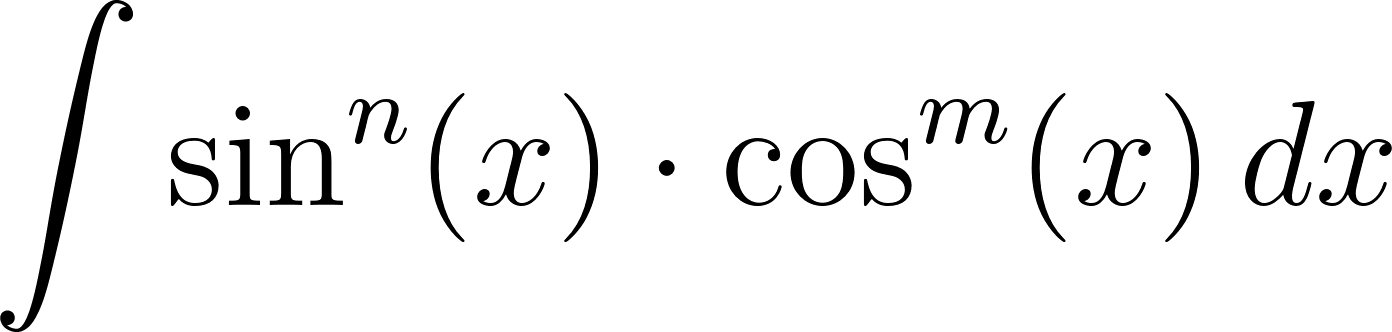 ∫ sinⁿ(x) · cosᵐ(x) dx